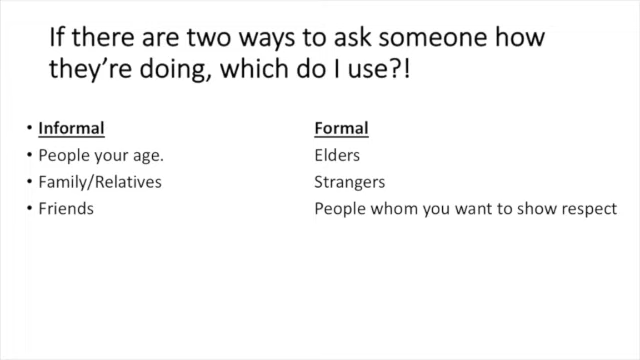 If there are two ways to ask someone how
they're doing, which do I use?!
• Informal
• People your age.
• Family/Relatives
• Friends
Formal
Elders
Strangers
People whom you want to show respect